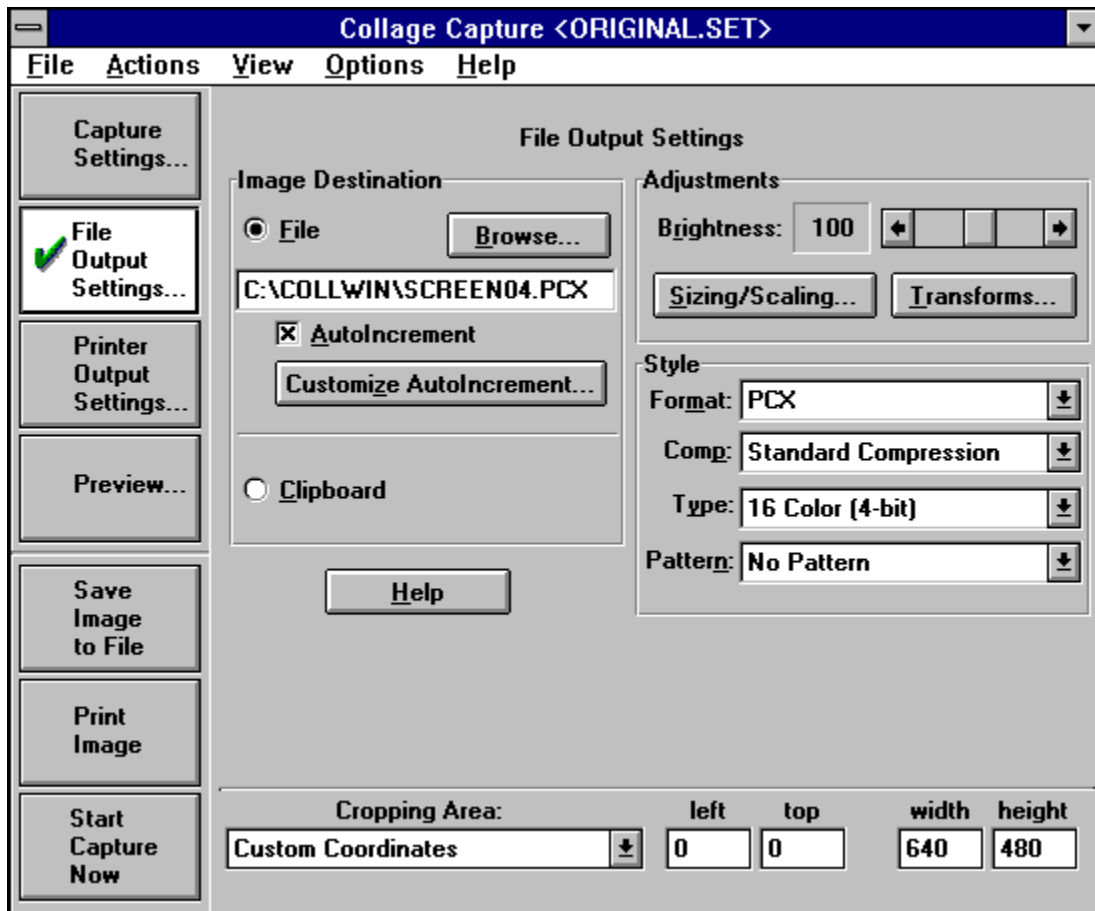 Collage Capture <ORIGINAL.SET>
File Actions View Options Help
Capture
Settings...
File
Output
Settings...
Printer
Output
Settings...
Preview...
Save
Image
to File
Print
Image
Start
Capture
Now
File Output Settings
Image Destination
File
Browse...
C:\COLLWIN\SCREEN04.PCX
AutoIncrement
Customize AutoIncrement...
Clipboard
Help
Adjustments
Brightness: 100
Sizing/Scaling... Transforms...
Style
Format: PCX
Comp: Standard Compression
Type: 16 Color (4-bit)
Pattern: No Pattern
Cropping Area: left top width height
Custom Coordinates 0 0 640 480